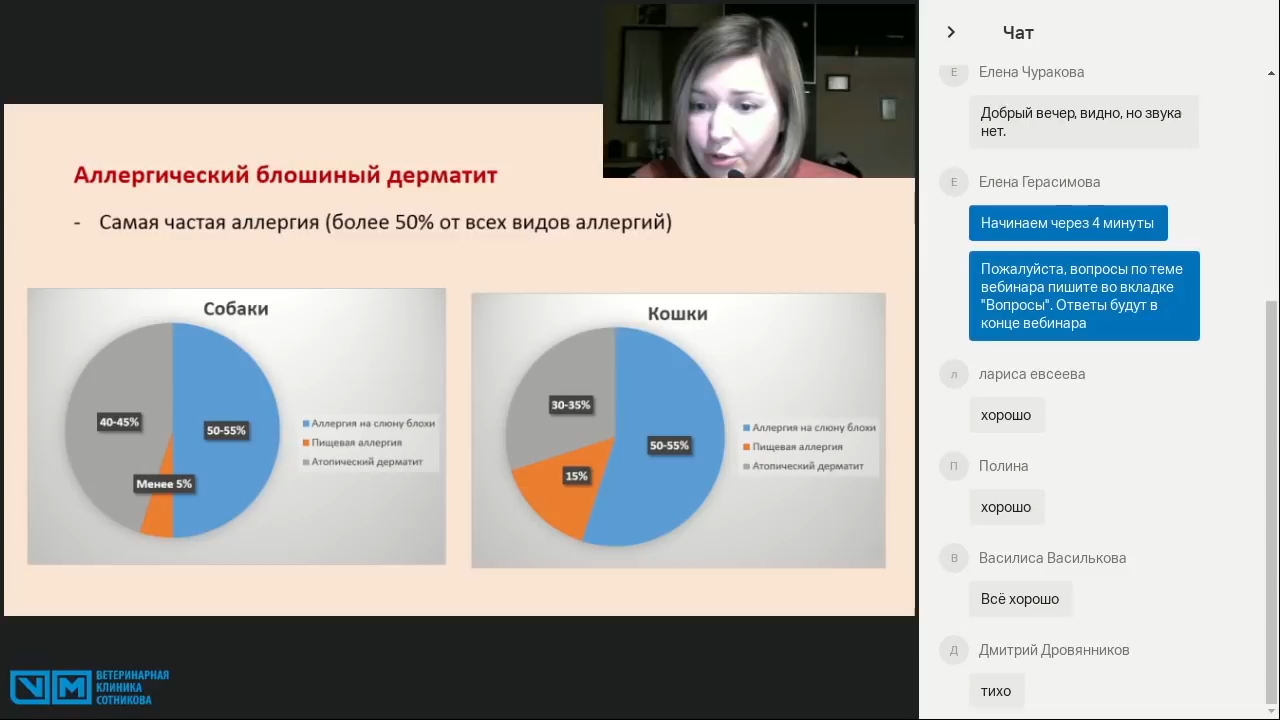 Аллергический блошиный дерматит
- Самая частая аллергия (более 50% от всех видов аллергий)
Собаки
40-45%
50-55%
Менее 5%
Аллергия на слюну блохи
Пищевая аллергия
Атопический дерматит
Кошки
30-35%
50-55%
15%
Аллергия на слюну блохи
Пищевая аллергия
Атопический дерматит
VM
ВЕТЕРИНАРНАЯ
КЛИНИКА
СОТНИКОВА
Чат
Е
Елена Чуракова
Добрый вечер, видно, но звука
нет.
Е
Елена Герасимова
Начинаем через 4 минуты
Пожалуйста, вопросы по теме
вебинара пишите во вкладке
"Вопросы". Ответы будут в
конце вебинара
л
лариса евсеева
хорошо
П
Полина
хорошо
В
Василиса Василькова
Всё хорошо
Д
Дмитрий Дровянников
тихо